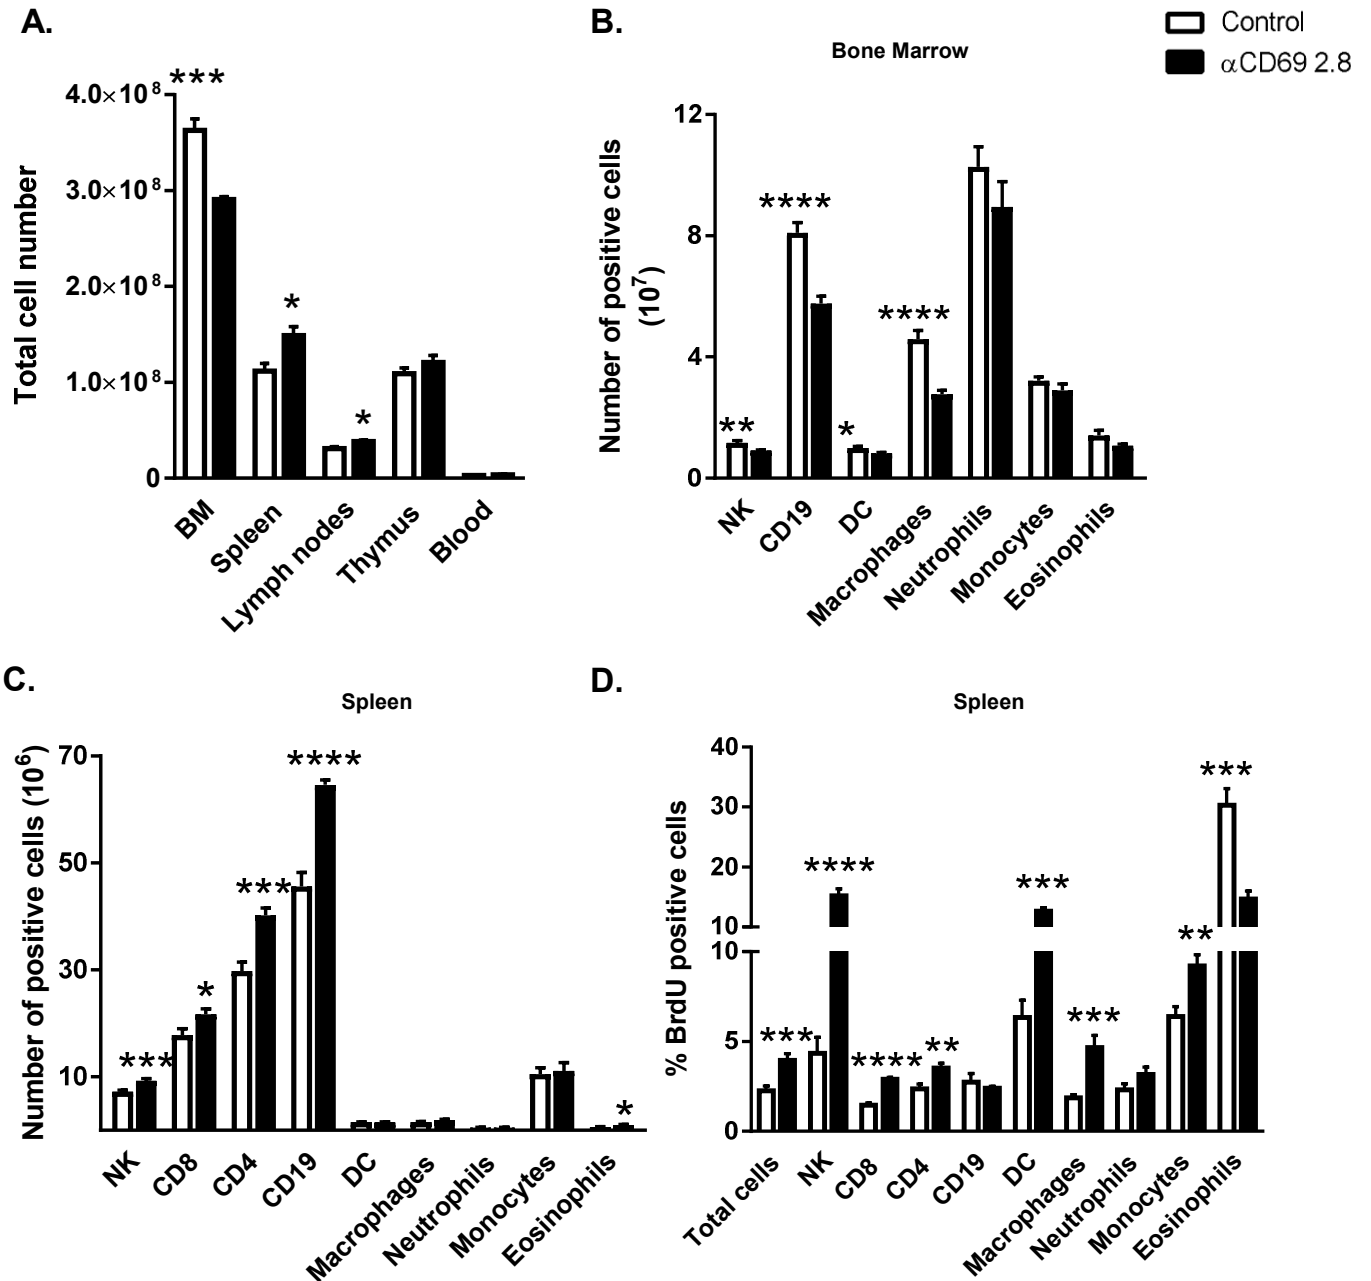 A.
***
4.0×10⁸
3.0×10⁸
2.0×10⁸
1.0×10⁸
0
Total cell number
*
*
BM
Spleen
Lymph nodes
Thymus
Blood
B.
Bone Marrow
Control
αCD69 2.8
12
8
4
0
Number of positive cells
(10⁷)
**
****
*
****
NK
CD19
DC
Macrophages
Neutrophils
Monocytes
Eosinophils
C.
Spleen
70
50
30
10
Number of positive cells (10⁶)
***
*
***
****
*
NK
CD8
CD4
CD19
DC
Macrophages
Neutrophils
Monocytes
Eosinophils
D.
Spleen
40
30
20
10
10
5
0
% BrdU positive cells
***
****
****
**
***
***
**
***
Total cells
NK
CD8
CD4
CD19
DC
Macrophages
Neutrophils
Monocytes
Eosinophils